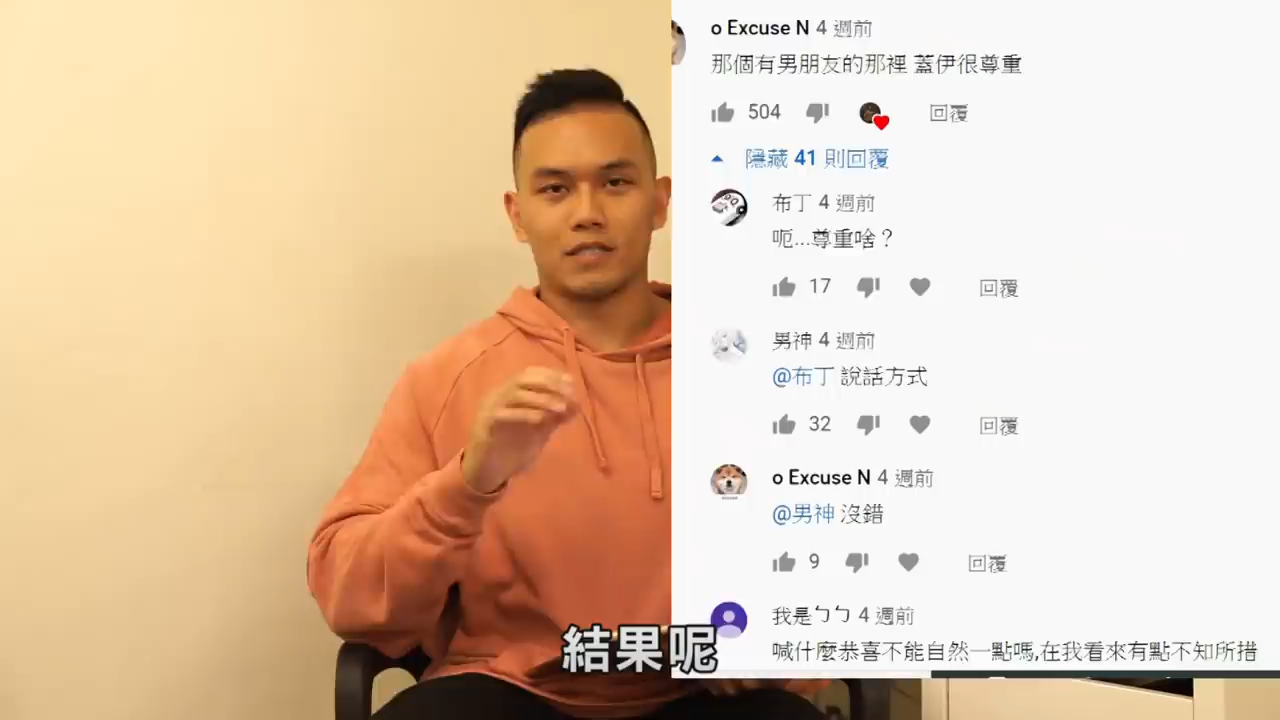 o Excuse N 4 週前
那個有男朋友的那裡 蓋伊很尊重
504 回覆
隱藏 41 則回覆
布丁 4 週前
呃...尊重啥？
17 回覆
男神 4 週前
@布丁 說話方式
32 回覆
o Excuse N 4 週前
@男神 沒錯
9 回覆
我是ㄅㄅ 4 週前
喊什麼恭喜不能自然一點嗎,在我看來有點不知所措
結果呢